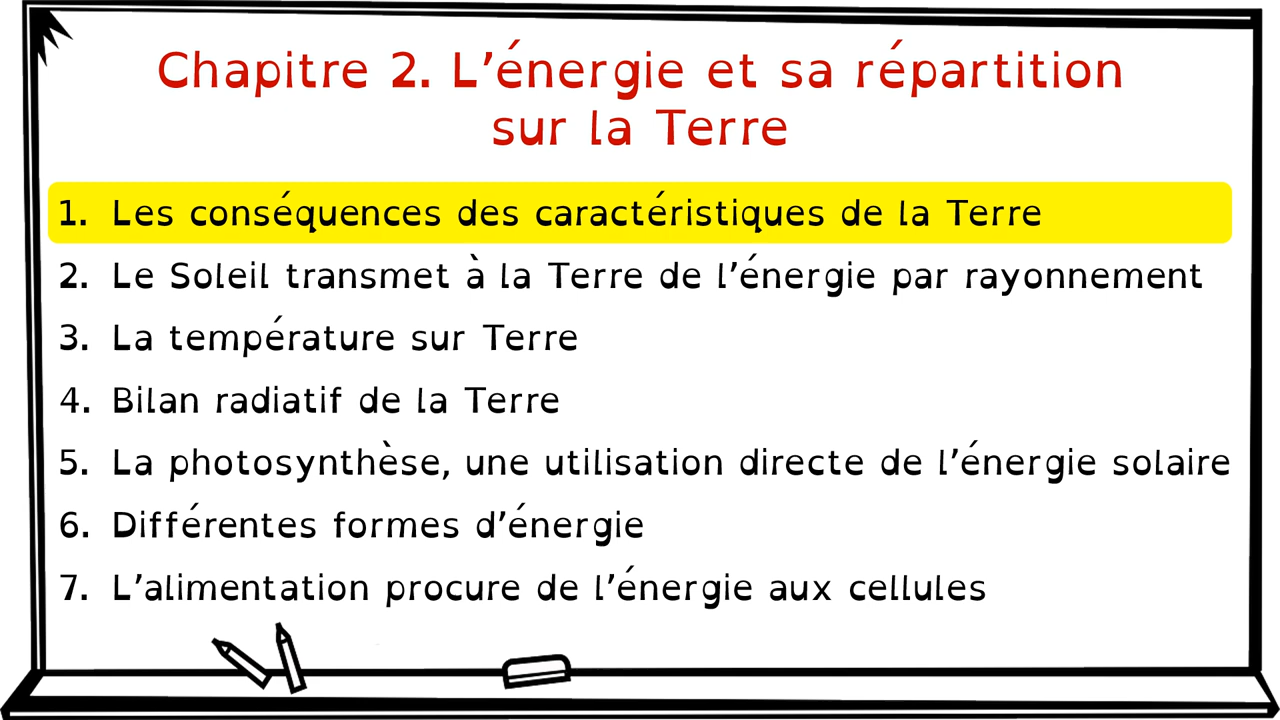 Chapitre 2. L’énergie et sa répartition
sur la Terre
1. Les conséquences des caractéristiques de la Terre
2. Le Soleil transmet à la Terre de l’énergie par rayonnement
3. La température sur Terre
4. Bilan radiatif de la Terre
5. La photosynthèse, une utilisation directe de l’énergie solaire
6. Différentes formes d’énergie
7. L’alimentation procure de l’énergie aux cellules